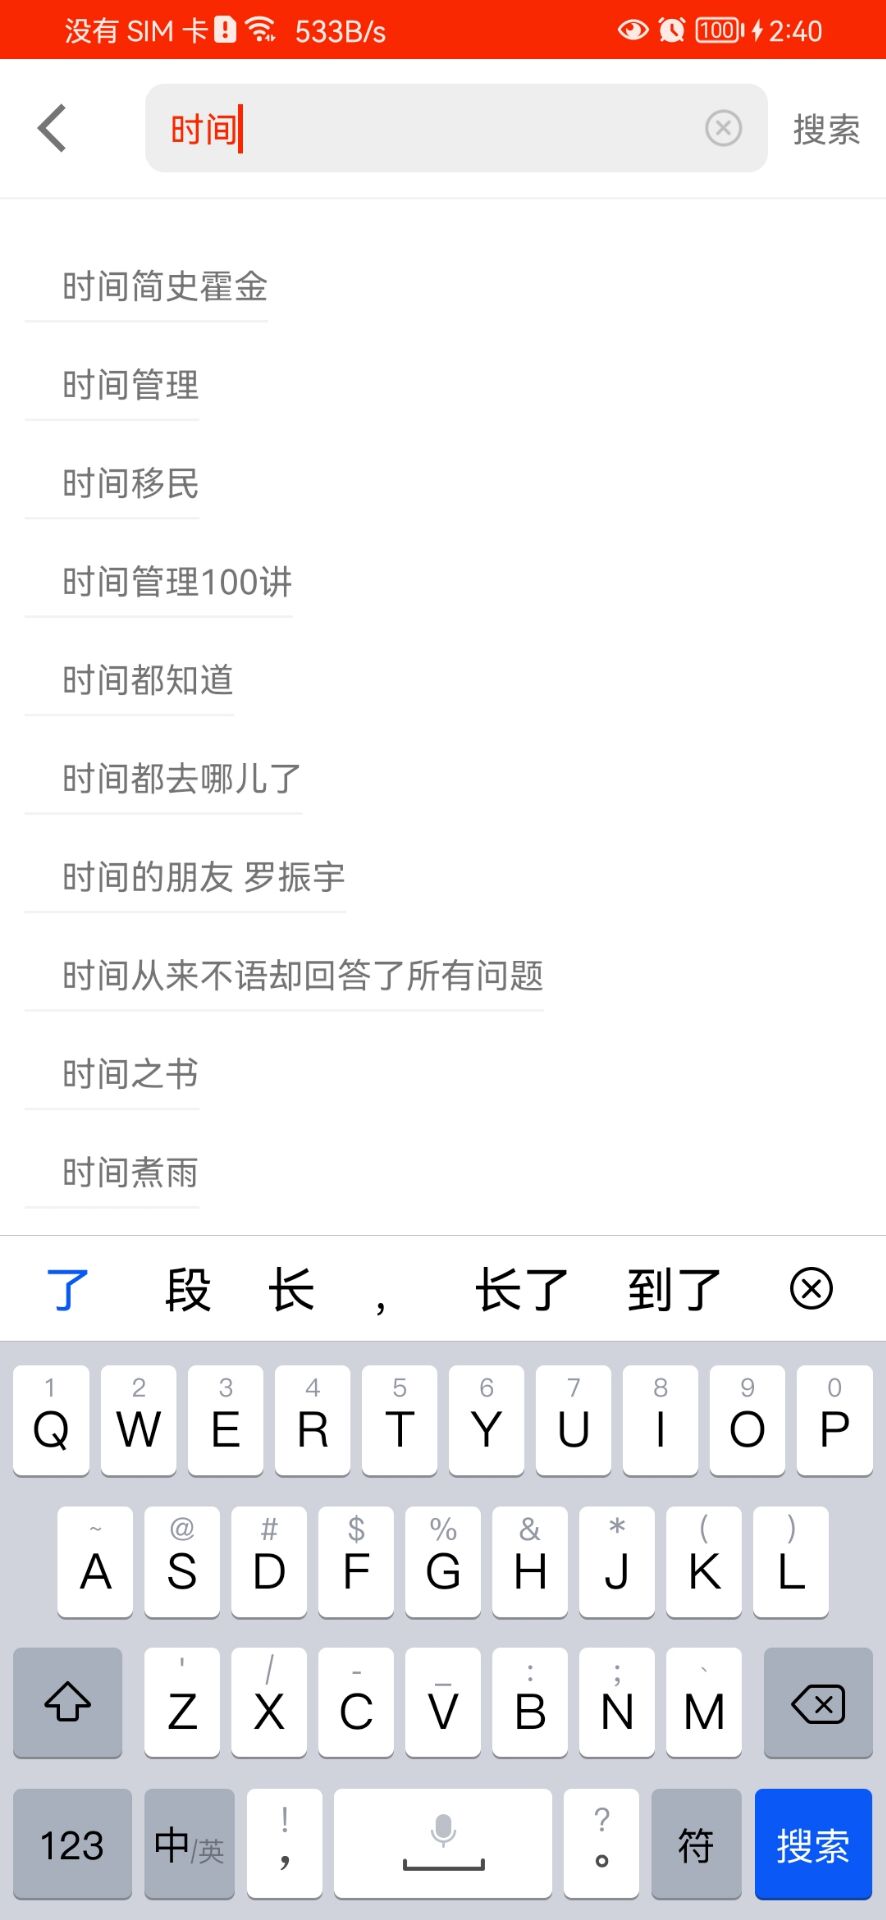 没有 SIM 卡 533B/s 100 2:40
时间 搜索
时间简史霍金
时间管理
时间移民
时间管理100讲
时间都知道
时间都去哪儿了
时间的朋友 罗振宇
时间从来不语却回答了所有问题
时间之书
时间煮雨
了 段 长 , 长了 到了
1 2 3 4 5 6 7 8 9 0
Q W E R T Y U I O P
~ @ # $ % & * ( )
A S D F G H J K L
' / - _ : ; `
Z X C V B N M
! ?
123 中/英 , 。 符 搜索